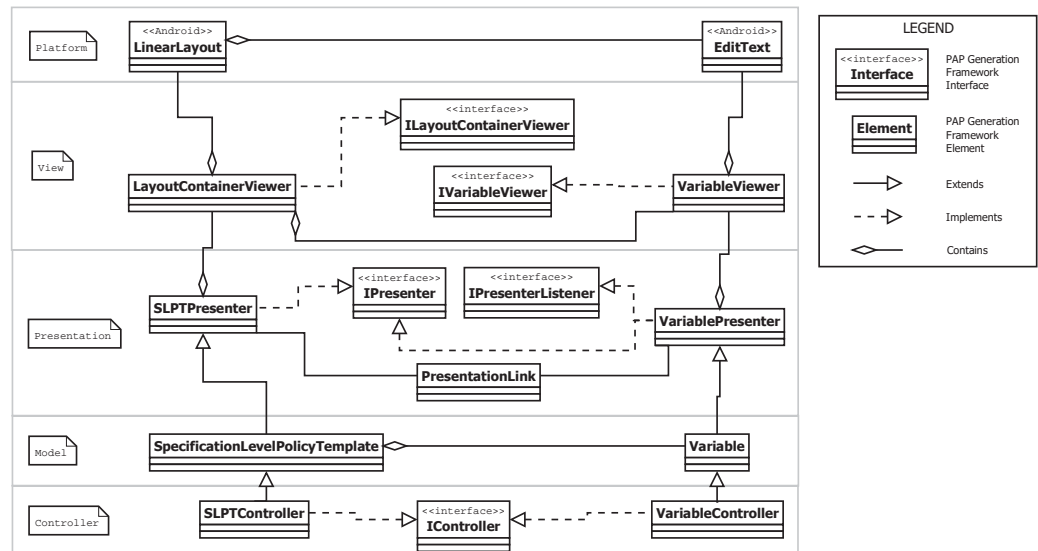 Platform
<<Android>>
LinearLayout
<<Android>>
EditText
View
<<interface>>
ILayoutContainerViewer
LayoutContainerViewer
<<interface>>
IVariableViewer
VariableViewer
Presentation
SLPTPresenter
<<interface>>
IPresenter
<<interface>>
IPresenterListener
VariablePresenter
PresentationLink
Model
SpecificationLevelPolicyTemplate
Variable
Controller
SLPTController
<<interface>>
IController
VariableController
LEGEND
<<interface>>
Interface
PAP Generation
Framework
Interface
Element
PAP Generation
Framework
Element
Extends
Implements
Contains